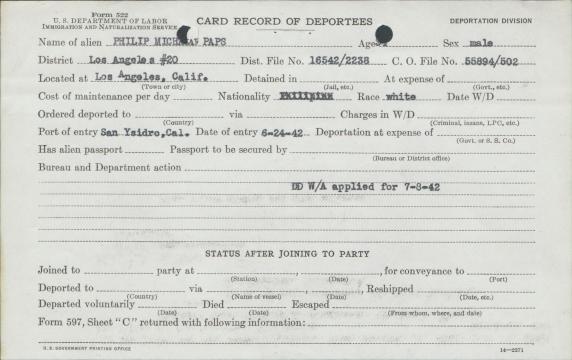 Form 522
U. S. DEPARTMENT OF LABOR
IMMIGRATION AND NATURALIZATION SERVICE
CARD RECORD OF DEPORTEES
DEPORTATION DIVISION
Name of alien PHILIP PAPS Age Sex male
District Los Angeles #20 Dist. File No. 16542/2238 C. O. File No. 55894/502
Located at Los Angeles, Calif. Detained in At expense of
(Town or city) (Jail, etc.) (Govt., etc.)
Cost of maintenance per day Nationality Race white Date W/D
Ordered deported to via Charges in W/D
(Country) (Criminal, insane, LPC, etc.)
Port of entry San Ysidro, Cal. Date of entry 6-24-42 Deportation at expense of
(Govt. or S. S. Co.)
Has alien passport Passport to be secured by
(Bureau or District office)
Bureau and Department action
DD W/A applied for 7-8-42
STATUS AFTER JOINING TO PARTY
Joined to party at , for conveyance to
(Station) (Date) (Port)
Deported to via , Reshipped
(Country) (Name of vessel) (Date) (Date, etc.)
Departed voluntarily Died Escaped
(Date) (Date) (From whom, where, and date)
Form 597, Sheet "C" returned with following information:
U. S. GOVERNMENT PRINTING OFFICE 14—2271